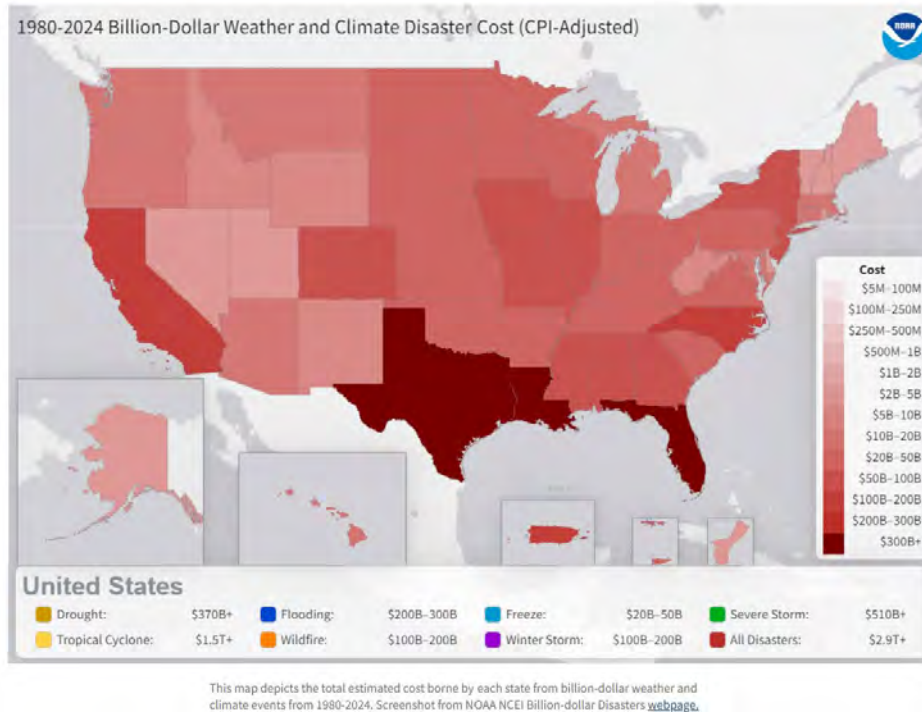 1980-2024 Billion-Dollar Weather and Climate Disaster Cost (CPI-Adjusted)
NOAA
Cost
$5M–100M
$100M–250M
$250M–500M
$500M–1B
$1B–2B
$2B–5B
$5B–10B
$10B–20B
$20B–50B
$50B–100B
$100B–200B
$200B–300B
$300B+
United States
Drought: $370B+ Flooding: $200B–300B Freeze: $20B–50B Severe Storm: $510B+
Tropical Cyclone: $1.5T+ Wildfire: $100B–200B Winter Storm: $100B–200B All Disasters: $2.9T+
This map depicts the total estimated cost borne by each state from billion-dollar weather and
climate events from 1980-2024. Screenshot from NOAA NCEI Billion-dollar Disasters webpage.